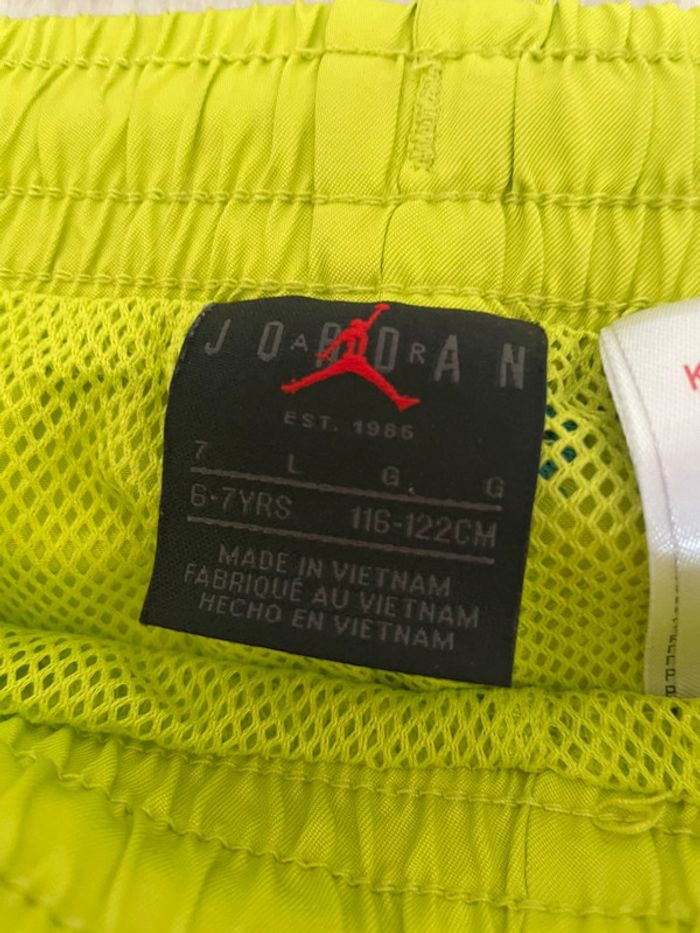 JORDAN
AIR
EST. 1985
7 L G G
6-7YRS 116-122CM
MADE IN VIETNAM
FABRIQUÉ AU VIETNAM
HECHO EN VIETNAM
K